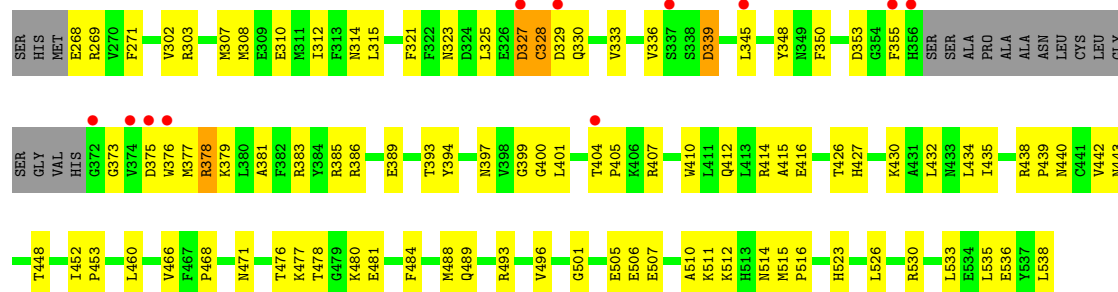 SER HIS MET E268 R269 V270 F271 V302 R303 M307 M308 E309 E310 M311 I312 F313 N314 L315 F321 F322 N323 D324 L325 E326 D327 C328 D329 Q330 V333 V336 S337 S338 D339 L345 Y348 N349 F350 D353 G354 F355 H356 SER SER ALA PRO ALA ALA ASN LEU CYS LEU GLY
SER GLY VAL HIS G372 G373 V374 D375 W376 M377 R378 K379 L380 A381 F382 R383 Y384 R385 R386 E389 T393 Y394 N397 V398 G399 G400 L401 T404 P405 K406 R407 W410 L411 Q412 L413 R414 A415 E416 T426 H427 K430 A431 L432 N433 L434 I435 R438 P439 N440 C441 V442 N443
T448 I452 P453 L460 V466 F467 P468 N471 T476 K477 T478 G479 K480 E481 F484 M488 Q489 R493 V496 G501 E505 E506 E507 A510 K511 K512 H513 N514 M515 P516 H523 L526 R530 L533 E534 L535 E536 Y537 L538